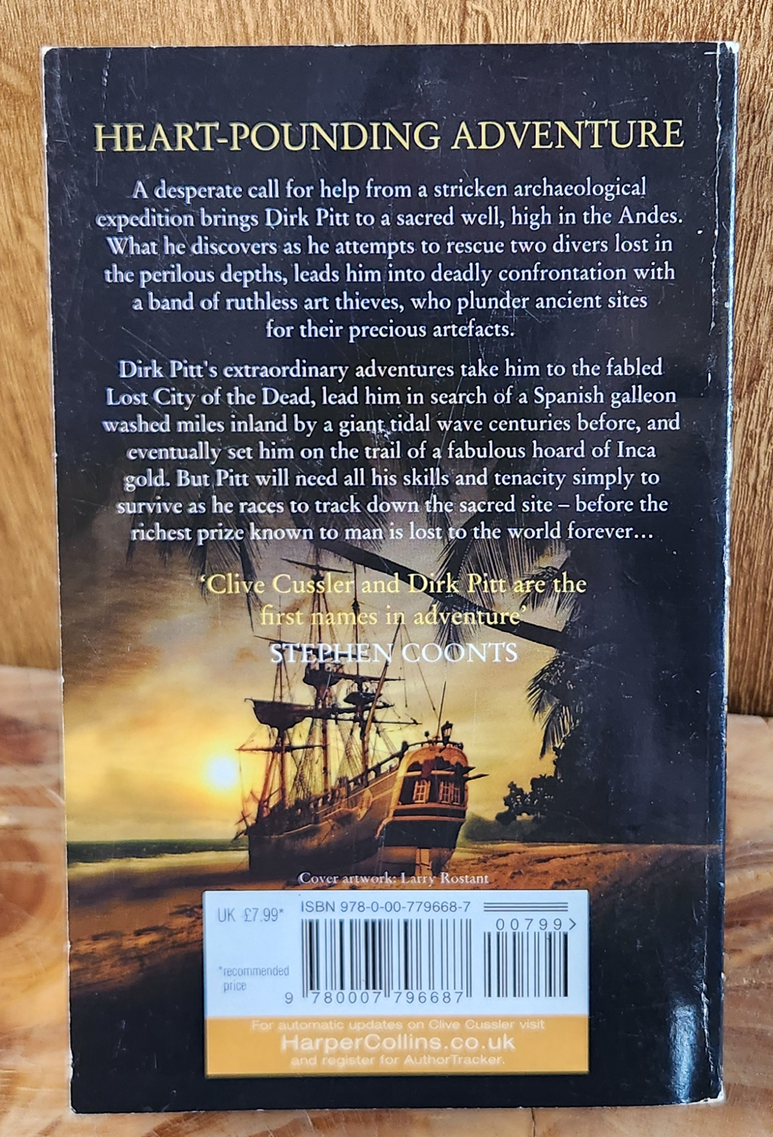 HEART-POUNDING ADVENTURE
A desperate call for help from a stricken archaeological
expedition brings Dirk Pitt to a sacred well, high in the Andes.
What he discovers as he attempts to rescue two divers lost in
the perilous depths, leads him into deadly confrontation with
a band of ruthless art thieves, who plunder ancient sites
for their precious artefacts.
Dirk Pitt's extraordinary adventures take him to the fabled
Lost City of the Dead, lead him in search of a Spanish galleon
washed miles inland by a giant tidal wave centuries before, and
eventually set him on the trail of a fabulous hoard of Inca
gold. But Pitt will need all his skills and tenacity simply to
survive as he races to track down the sacred site – before the
richest prize known to man is lost to the world forever...
‘Clive Cussler and Dirk Pitt are the
first names in adventure’
STEPHEN COONTS
Cover artwork: Larry Rostant
UK £7.99*
*recommended
price
ISBN 978-0-00-779668-7
00799>
9 780007 796687
For automatic updates on Clive Cussler visit
HarperCollins.co.uk
and register for AuthorTracker.